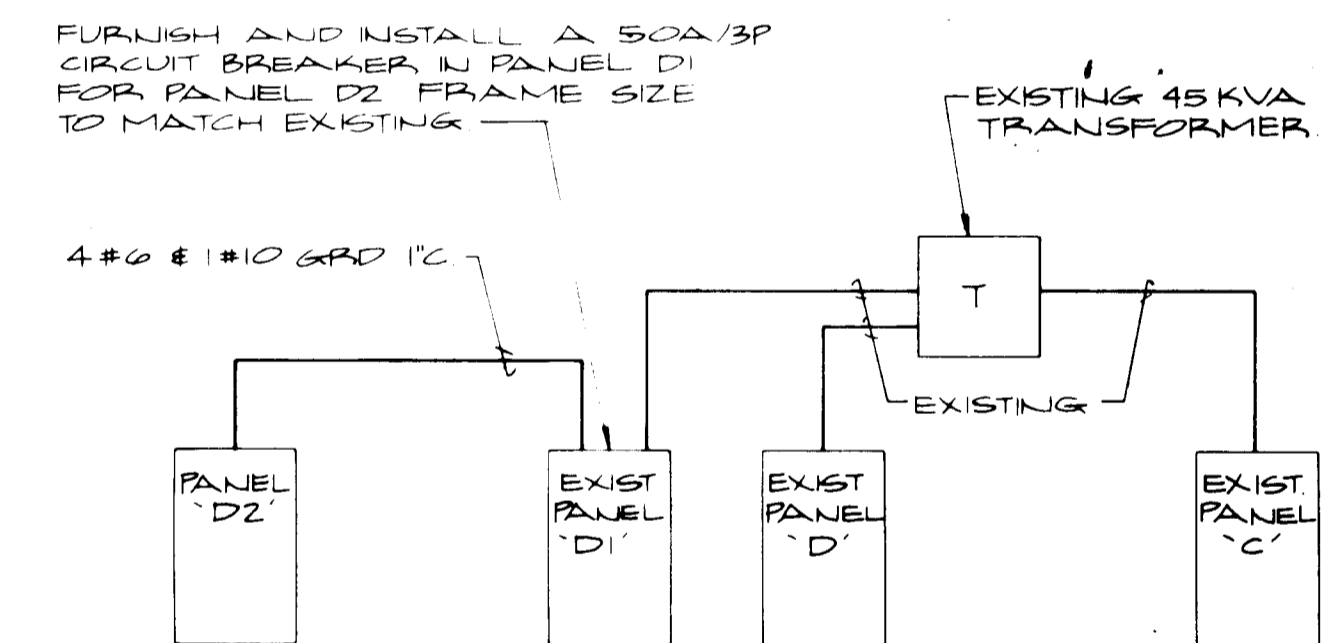 FURNISH AND INSTALL A 50A/3P
CIRCUIT BREAKER IN PANEL D1
FOR PANEL D2 FRAME SIZE
TO MATCH EXISTING
EXISTING 45 KVA
TRANSFORMER
4 #6 & 1 #10 GRD 1"C.
T
EXISTING
PANEL
`D2'
EXIST
PANEL
`D1'
EXIST
PANEL
`D'
EXIST.
PANEL
`C'